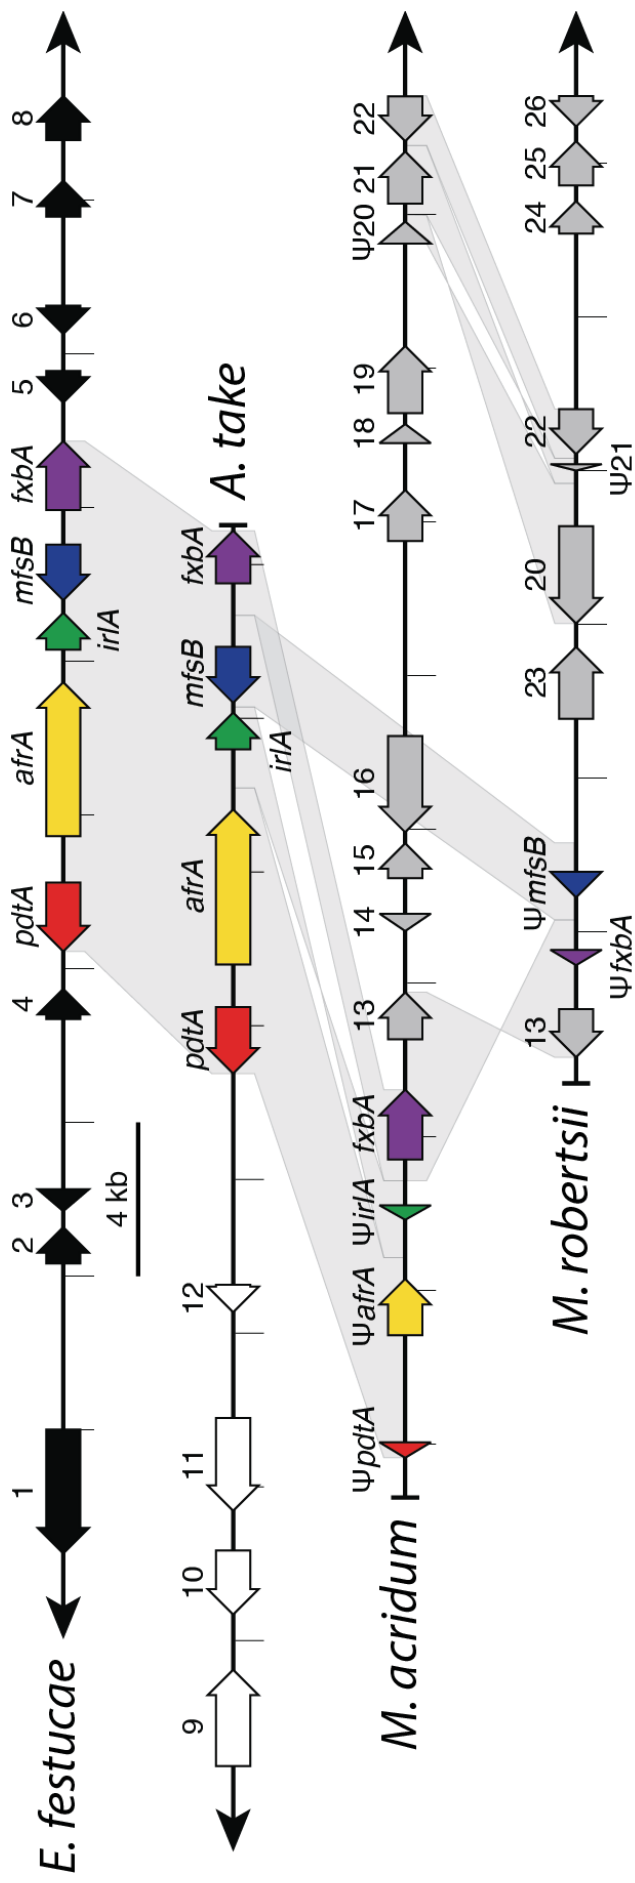 E. festucae
1
2
3
4
pdtA
afrA
irlA
mfsB
fxbA
5
6
7
8
4 kb
9
10
11
12
pdtA
afrA
irlA
mfsB
fxbA
A. take
M. acridum
ΨpdtA
ΨafrA
ΨirlA
fxbA
13
14
15
16
17
18
19
Ψ20
21
22
M. robertsii
13
ΨfxbA
ΨmfsB
23
20
Ψ21
22
24
25
26